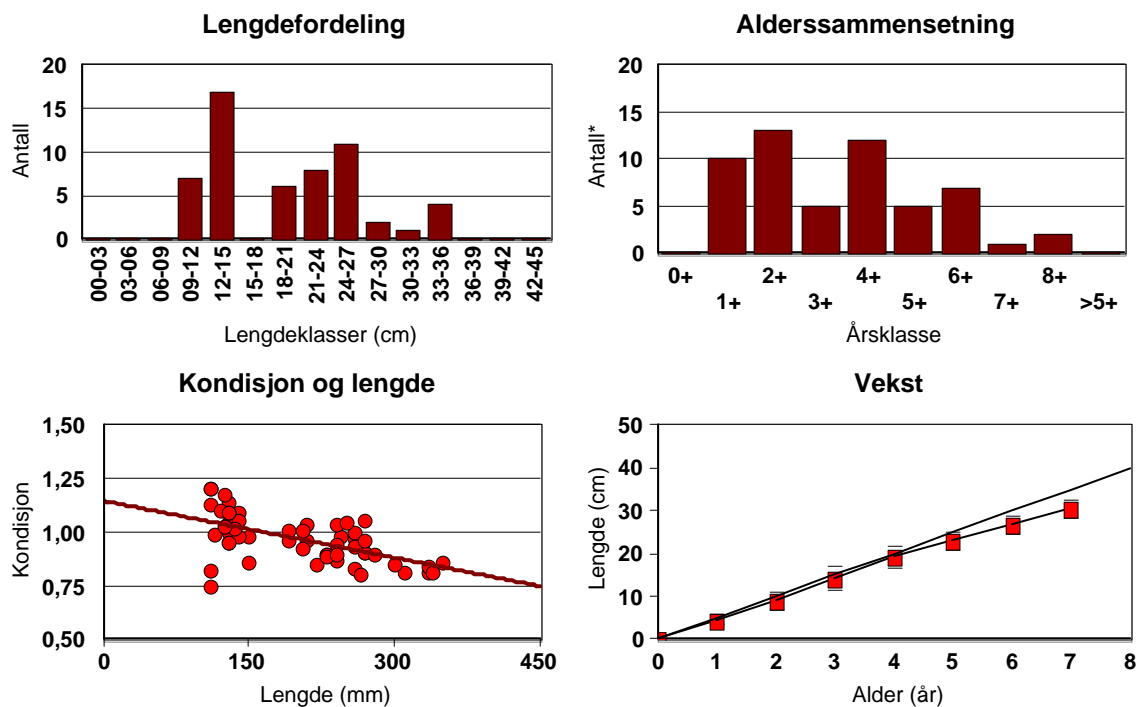 Lengdefordeling
Antall
20
15
10
5
0
00-03 03-06 06-09 09-12 12-15 15-18 18-21 21-24 24-27 27-30 30-33 33-36 36-39 39-42 42-45
Lengdeklasser (cm)
Alderssammensetning
Antall*
20
15
10
5
0
0+ 2+ 4+ 6+ 8+
1+ 3+ 5+ 7+ >5+
Årsklasse
Kondisjon og lengde
Kondisjon
1,50
1,25
1,00
0,75
0,50
0 150 300 450
Lengde (mm)
Vekst
Lengde (cm)
50
40
30
20
10
0
0 1 2 3 4 5 6 7 8
Alder (år)